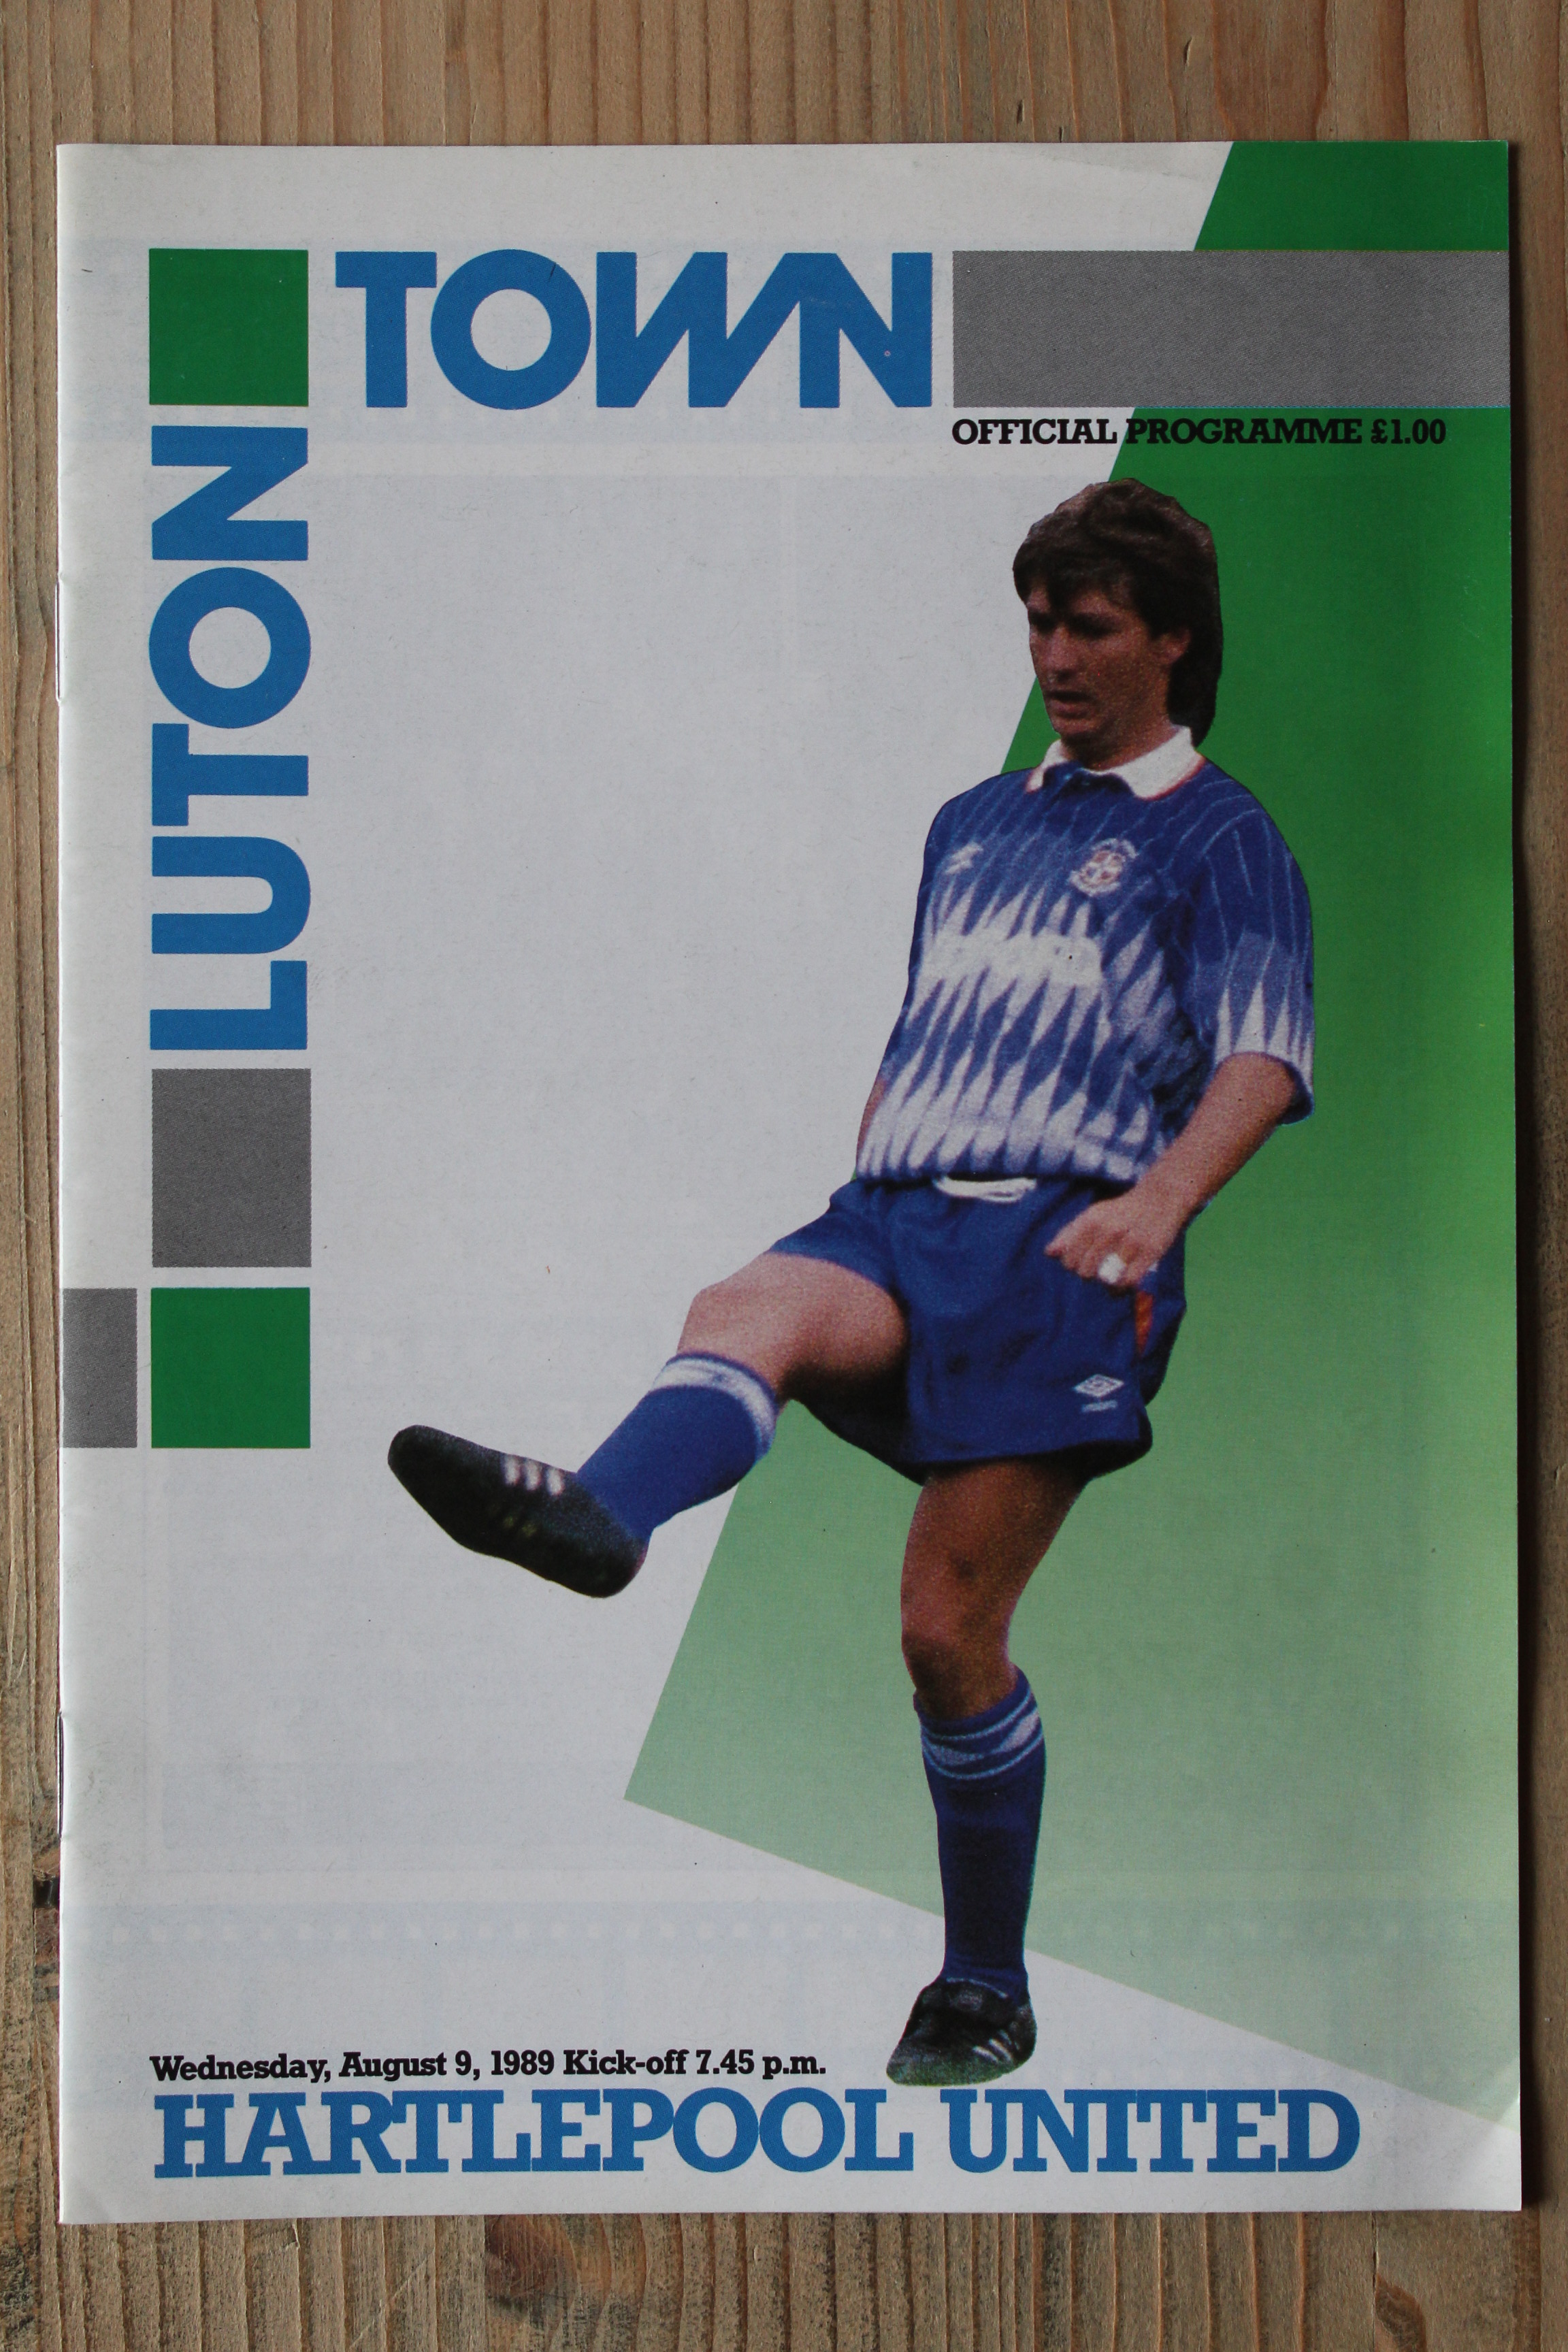 TOWN
LUTON
OFFICIAL PROGRAMME £1.00
Wednesday, August 9, 1989 Kick-off 7.45 p.m.
HARTLEPOOL UNITED